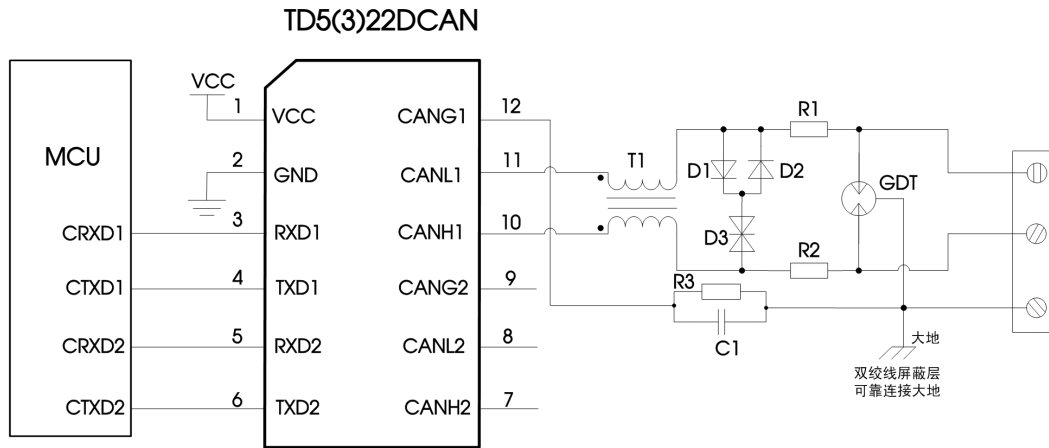 TD5(3)22DCAN
MCU
CRXD1
CTXD1
CRXD2
CTXD2
VCC
1
2
3
4
5
6
VCC
GND
RXD1
TXD1
RXD2
TXD2
CANG1
CANL1
CANH1
CANG2
CANL2
CANH2
12
11
10
9
8
7
T1
D1
D2
D3
R1
R2
GDT
R3
C1
大地
双绞线屏蔽层
可靠连接大地